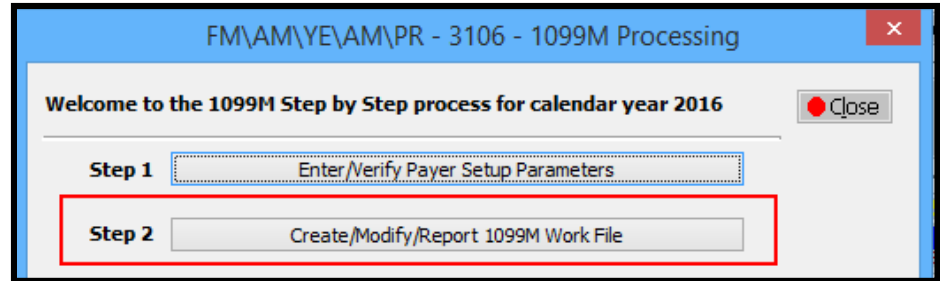 FM\AM\YE\AM\PR - 3106 - 1099M Processing
Welcome to the 1099M Step by Step process for calendar year 2016
Close
Step 1 Enter/Verify Payer Setup Parameters
Step 2 Create/Modify/Report 1099M Work File